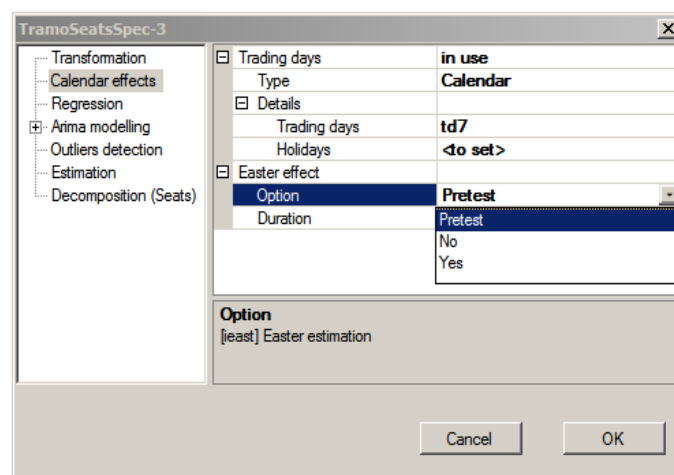 TramoSeatsSpec-3
Transformation
Calendar effects
Regression
Arima modelling
Outliers detection
Estimation
Decomposition (Seats)
Trading days in use
Type Calendar
Details
Trading days td7
Holidays <to set>
Easter effect
Option Pretest
Duration Pretest
No
Yes
Option
[ieast] Easter estimation
Cancel OK